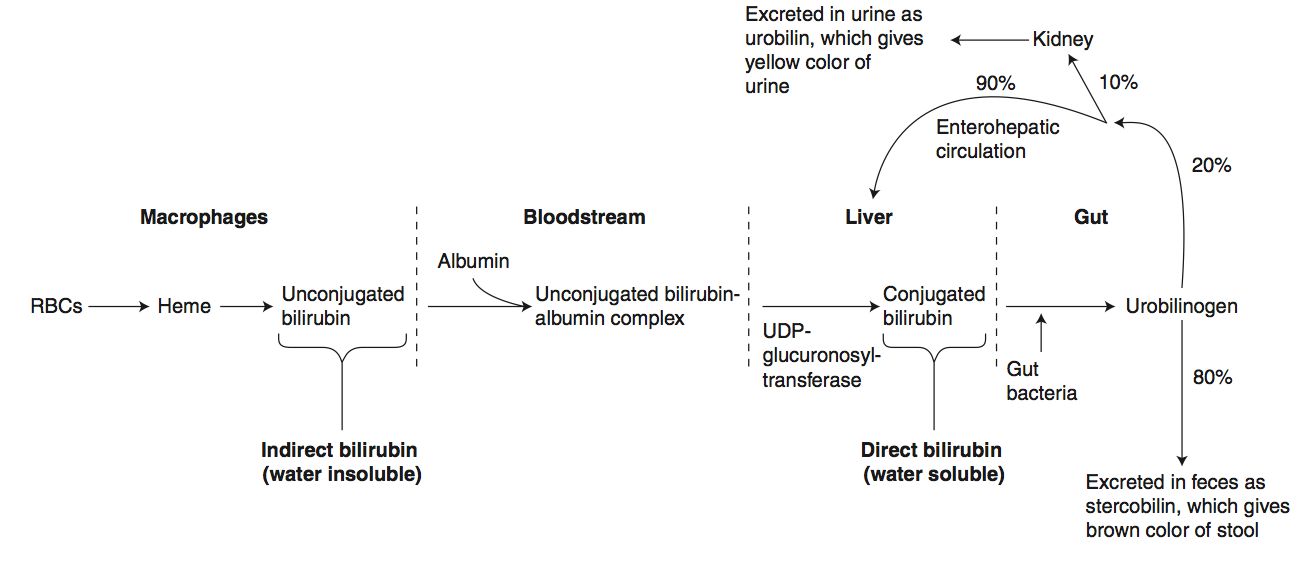 Excreted in urine as
urobilin, which gives
yellow color of
urine
Kidney
90%
10%
Enterohepatic
circulation
20%
Macrophages
Bloodstream
Liver
Gut
Albumin
RBCs
Heme
Unconjugated
bilirubin
Unconjugated bilirubin-
albumin complex
UDP-
glucuronosyl-
transferase
Conjugated
bilirubin
Gut
bacteria
Urobilinogen
80%
Indirect bilirubin
(water insoluble)
Direct bilirubin
(water soluble)
Excreted in feces as
stercobilin, which gives
brown color of stool